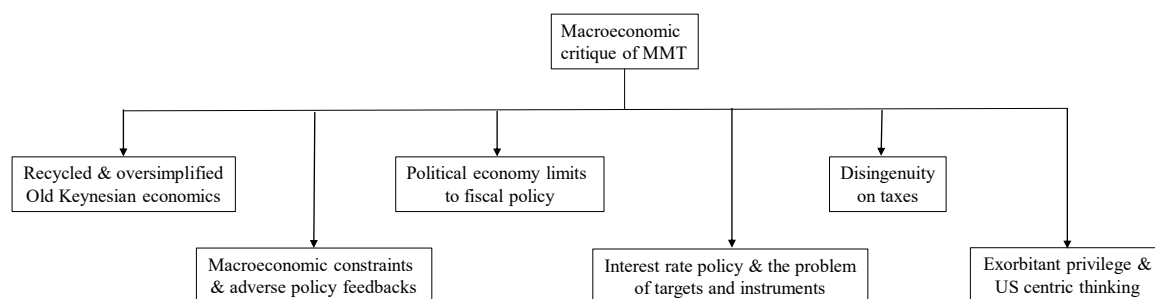 Macroeconomic
critique of MMT
Recycled & oversimplified
Old Keynesian economics
Political economy limits
to fiscal policy
Disingenuity
on taxes
Macroeconomic constraints
& adverse policy feedbacks
Interest rate policy & the problem
of targets and instruments
Exorbitant privilege &
US centric thinking